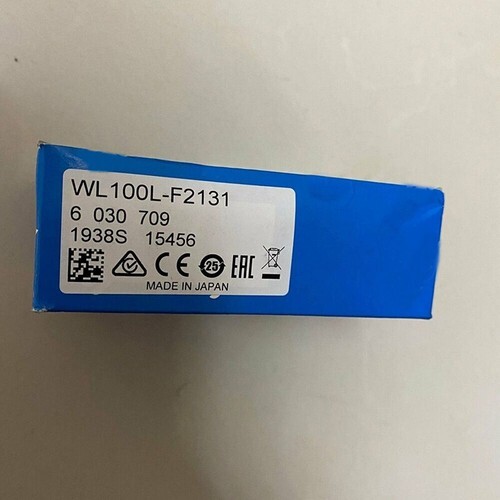 WL100L-F2131
6 030 709
1938S 15456
CE 25 EAC
MADE IN JAPAN